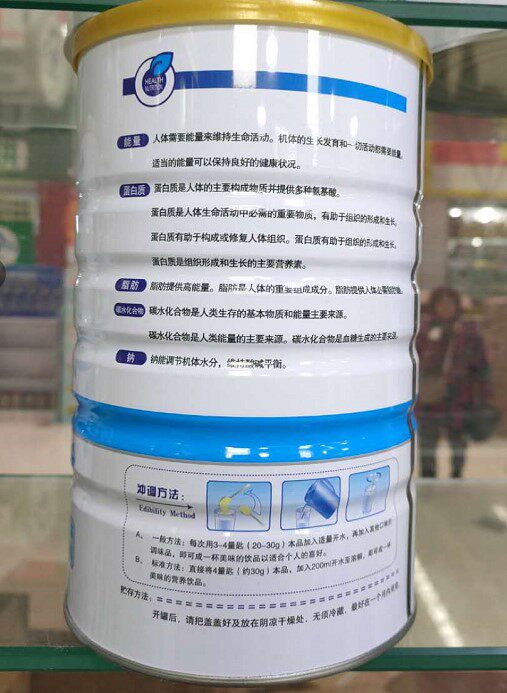 HEALTH
NUTRITION
能量 人体需要能量来维持生命活动。机体的生长发育和一切活动都需要能量,
适当的能量可以保持良好的健康状况。
蛋白质 蛋白质是人体的主要构成物质并提供多种氨基酸。
蛋白质是人体生命活动中必需的重要物质,有助于组织的形成和生长。
蛋白质有助于构成或修复人体组织。蛋白质有助于组织的形成和生长。
蛋白质是组织形成和生长的主要营养素。
脂肪 脂肪提供高能量。脂肪是人体的重要组成成分。脂肪提供人体必需脂肪酸。
碳水化合物 碳水化合物是人类生存的基本物质和能量主要来源。
碳水化合物是人类能量的主要来源。碳水化合物是血糖生成的主要来源。
钠 钠能调节机体水分,维持酸碱平衡。
冲调方法:
Edibility Method
A、一般方法:每次用3-4量匙(20-30g)本品加入适量开水,再加入其他口味的
调味品,即可成一杯美味的饮品以适合个人的喜好。
B、标准方法:直接将4量匙(约30g)本品,加入200ml开水至溶解,即可成一杯
美味的营养饮品。
贮存方法:
开罐后,请把盖盖好及放在阴凉干燥处,无须冷藏,最好在一个月内用完